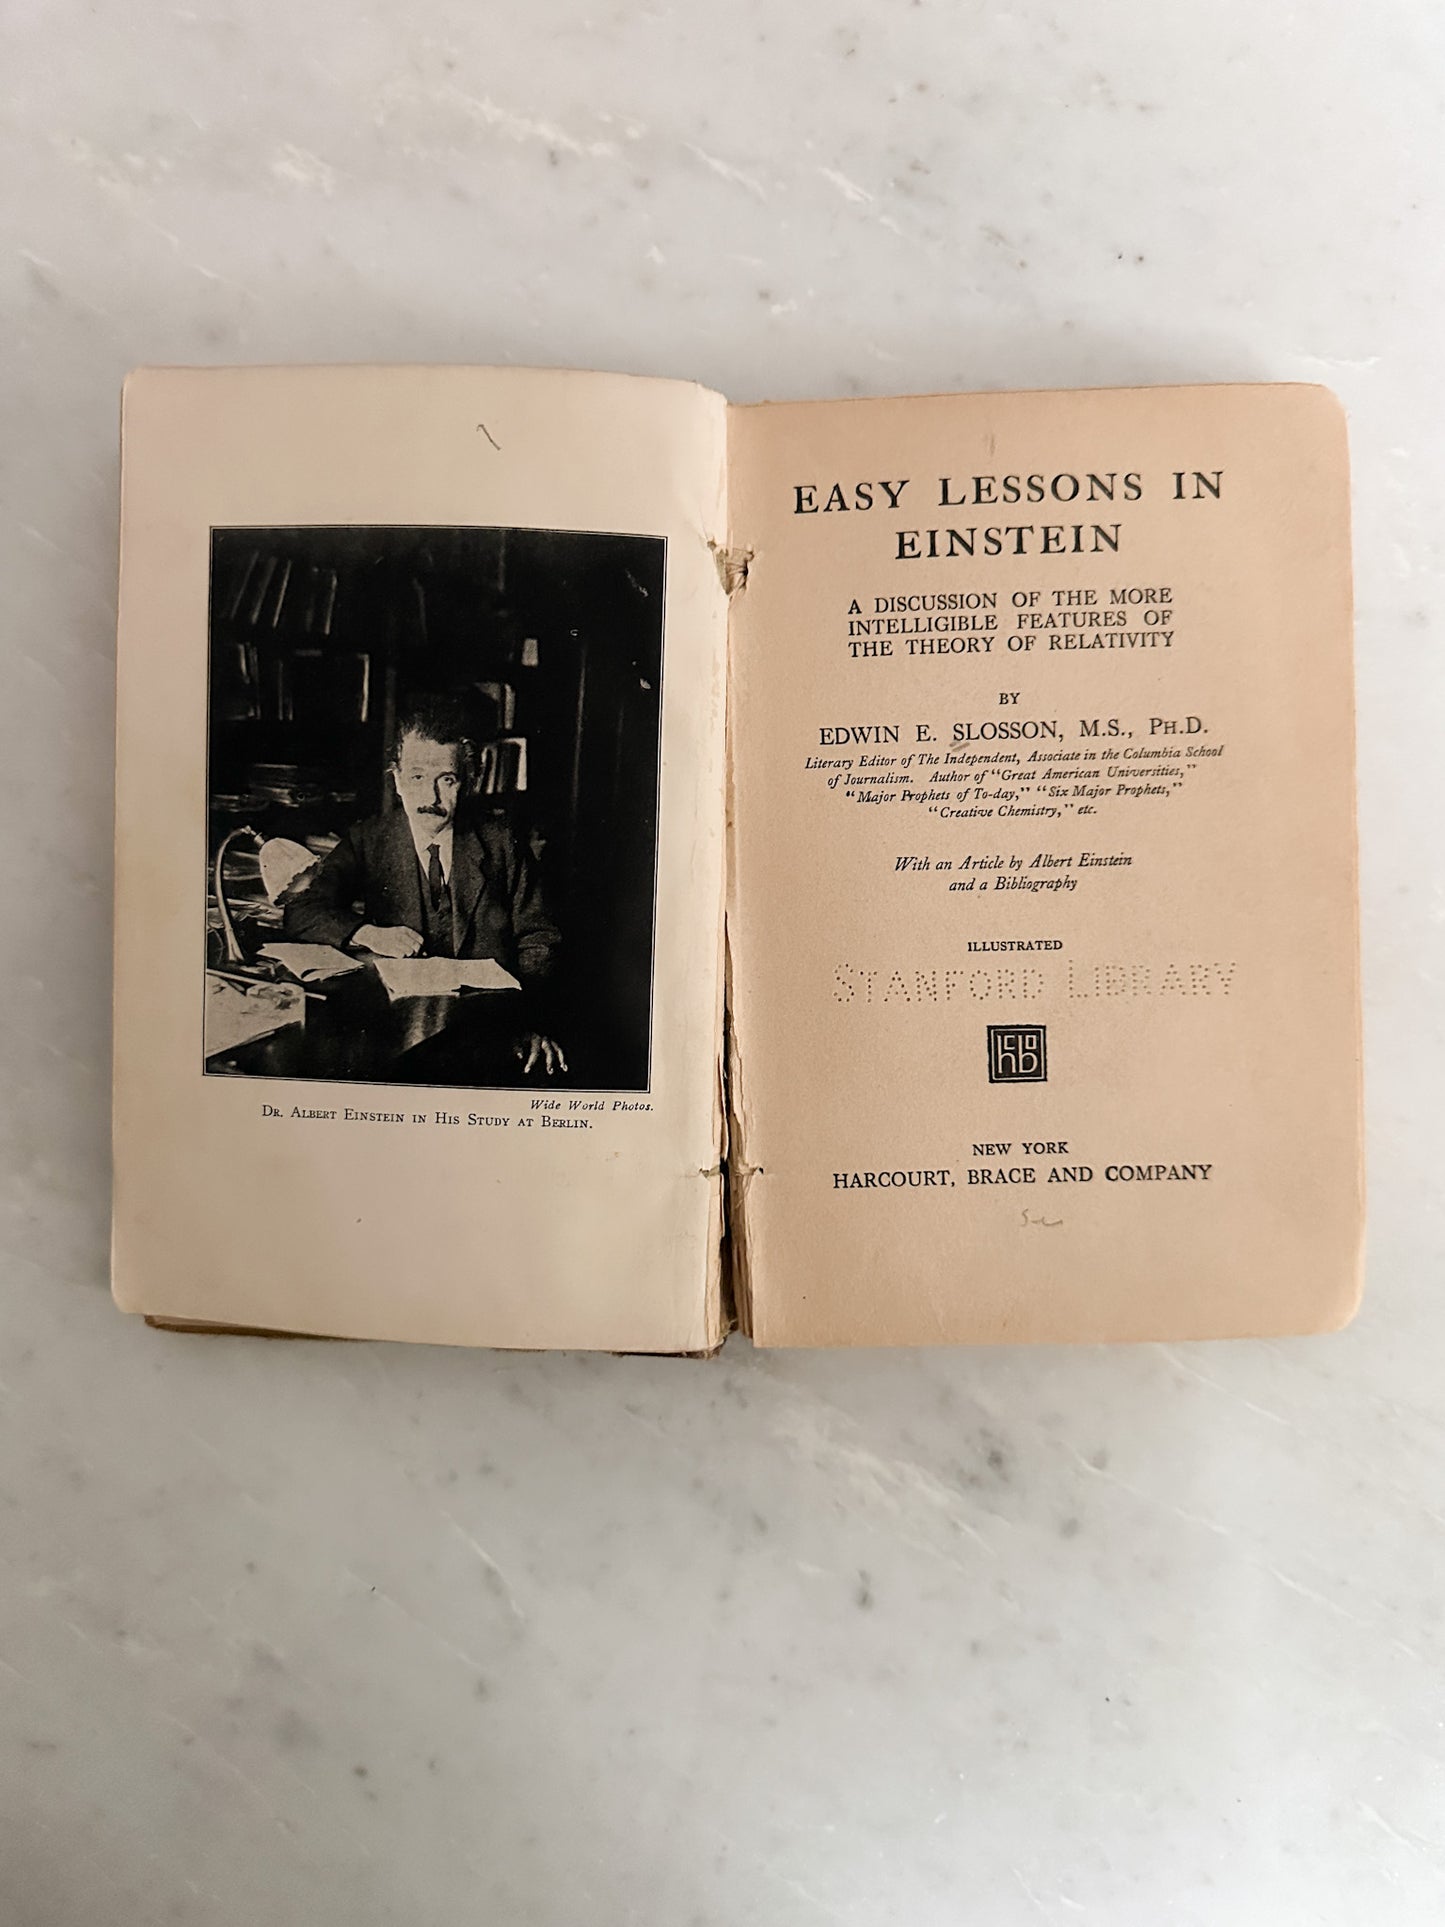 Wide World Photos.
Dr. Albert Einstein in His Study at Berlin.
EASY LESSONS IN
EINSTEIN
A DISCUSSION OF THE MORE
INTELLIGIBLE FEATURES OF
THE THEORY OF RELATIVITY
BY
EDWIN E. SLOSSON, M.S., Ph.D.
Literary Editor of The Independent, Associate in the Columbia School
of Journalism. Author of "Great American Universities,"
"Major Prophets of To-day," "Six Major Prophets,"
"Creative Chemistry," etc.
With an Article by Albert Einstein
and a Bibliography
ILLUSTRATED
STANFORD LIBRARY
NEW YORK
HARCOURT, BRACE AND COMPANY